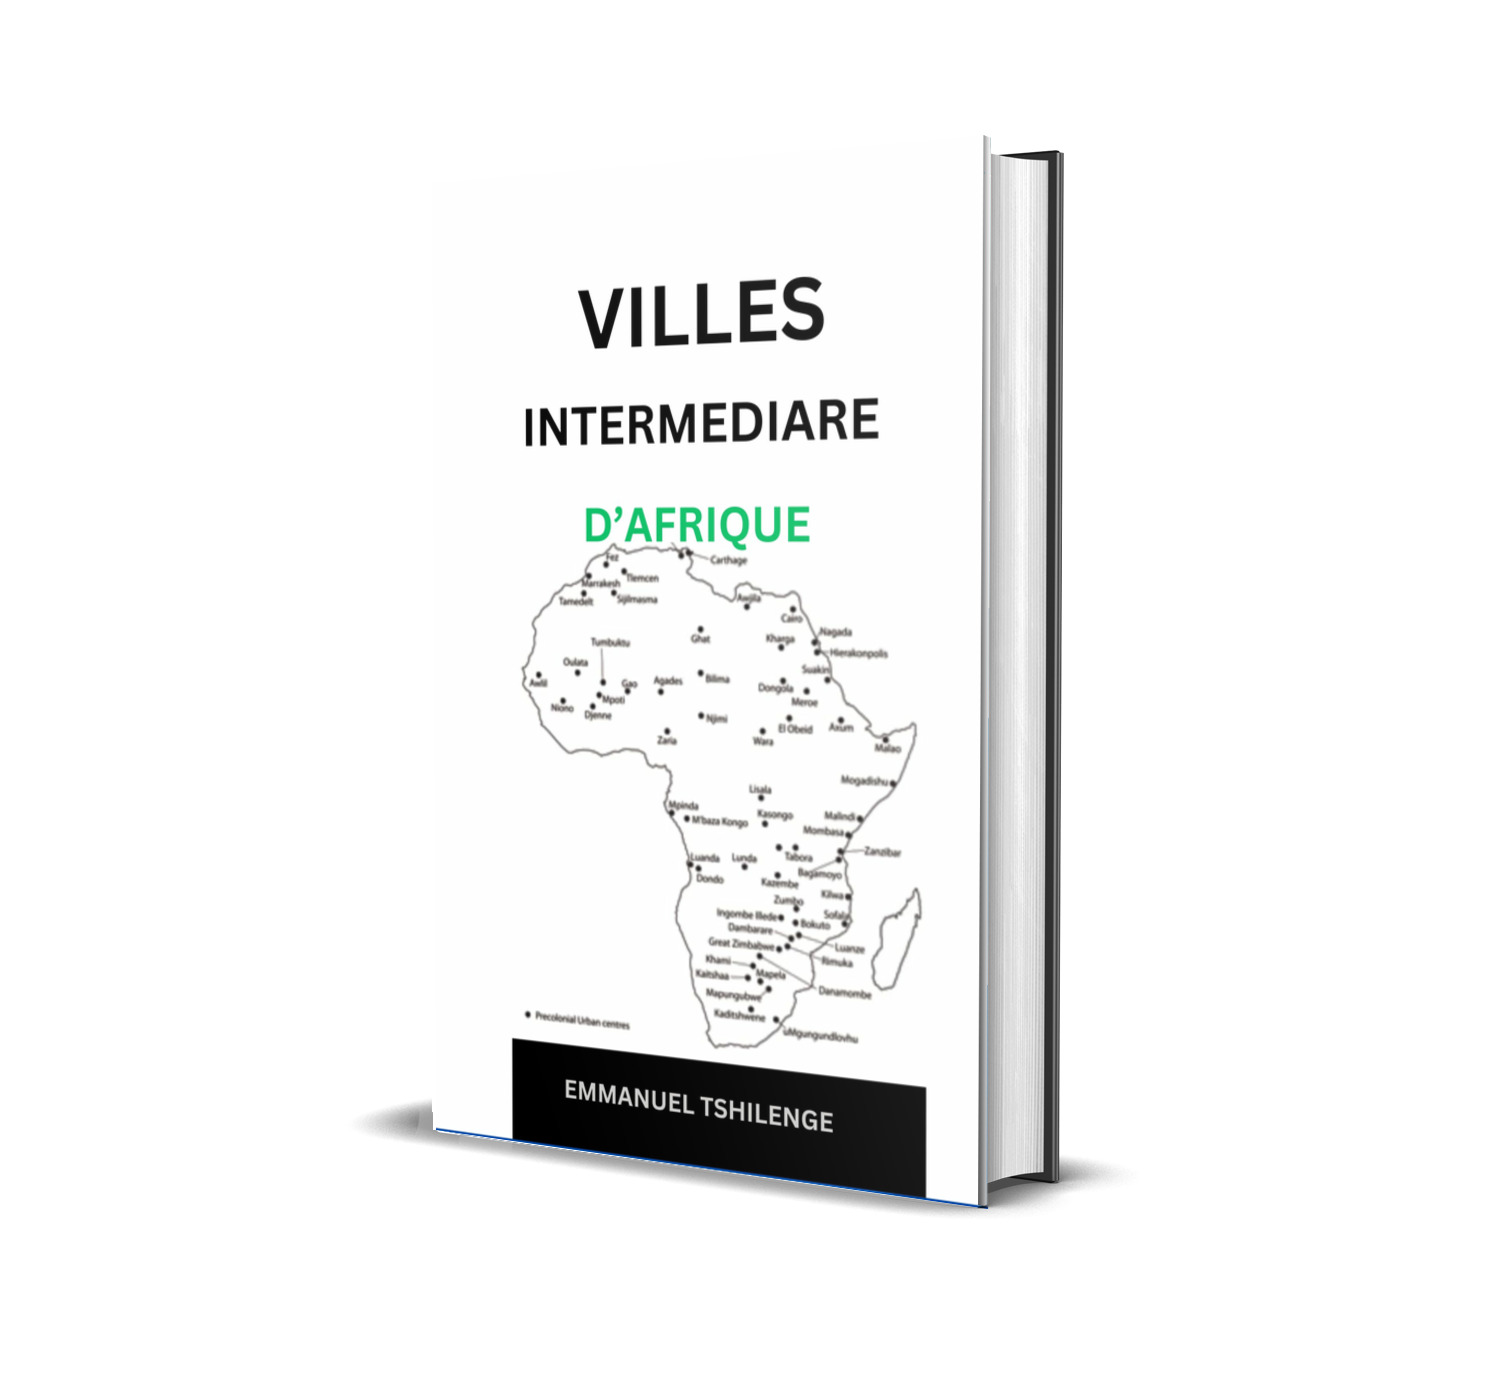 VILLES
INTERMEDIARE
D'AFRIQUE
Fez
Carthage
Tlemcen
Marrakesh
Tamedelt
Sijilmasma
Awjila
Cairo
Nagada
Ghat
Kharga
Hierakonpolis
Tumbuktu
Suakin
Oulata
Awlil
Gao
Agades
Bilima
Dongola
Mpoti
Meroe
Niono
Djenne
Njimi
El Obeid
Axum
Zaria
Wara
Malao
Mogadishu
Lisala
Mpinda
M'baza Kongo
Kasongo
Malindi
Mombasa
Zanzibar
Luanda
Lunda
Tabora
Dondo
Bagamoyo
Kazembe
Kilwa
Zumbo
Ingombe Illede
Sofala
Dambarare
Bokuto
Great Zimbabwe
Luanze
Khami
Rimuka
Kaitshaa
Mapela
Mapungubwe
Danamombe
Kaditshwene
uMgungundlovhu
Precolonial Urban centres
EMMANUEL TSHILENGE